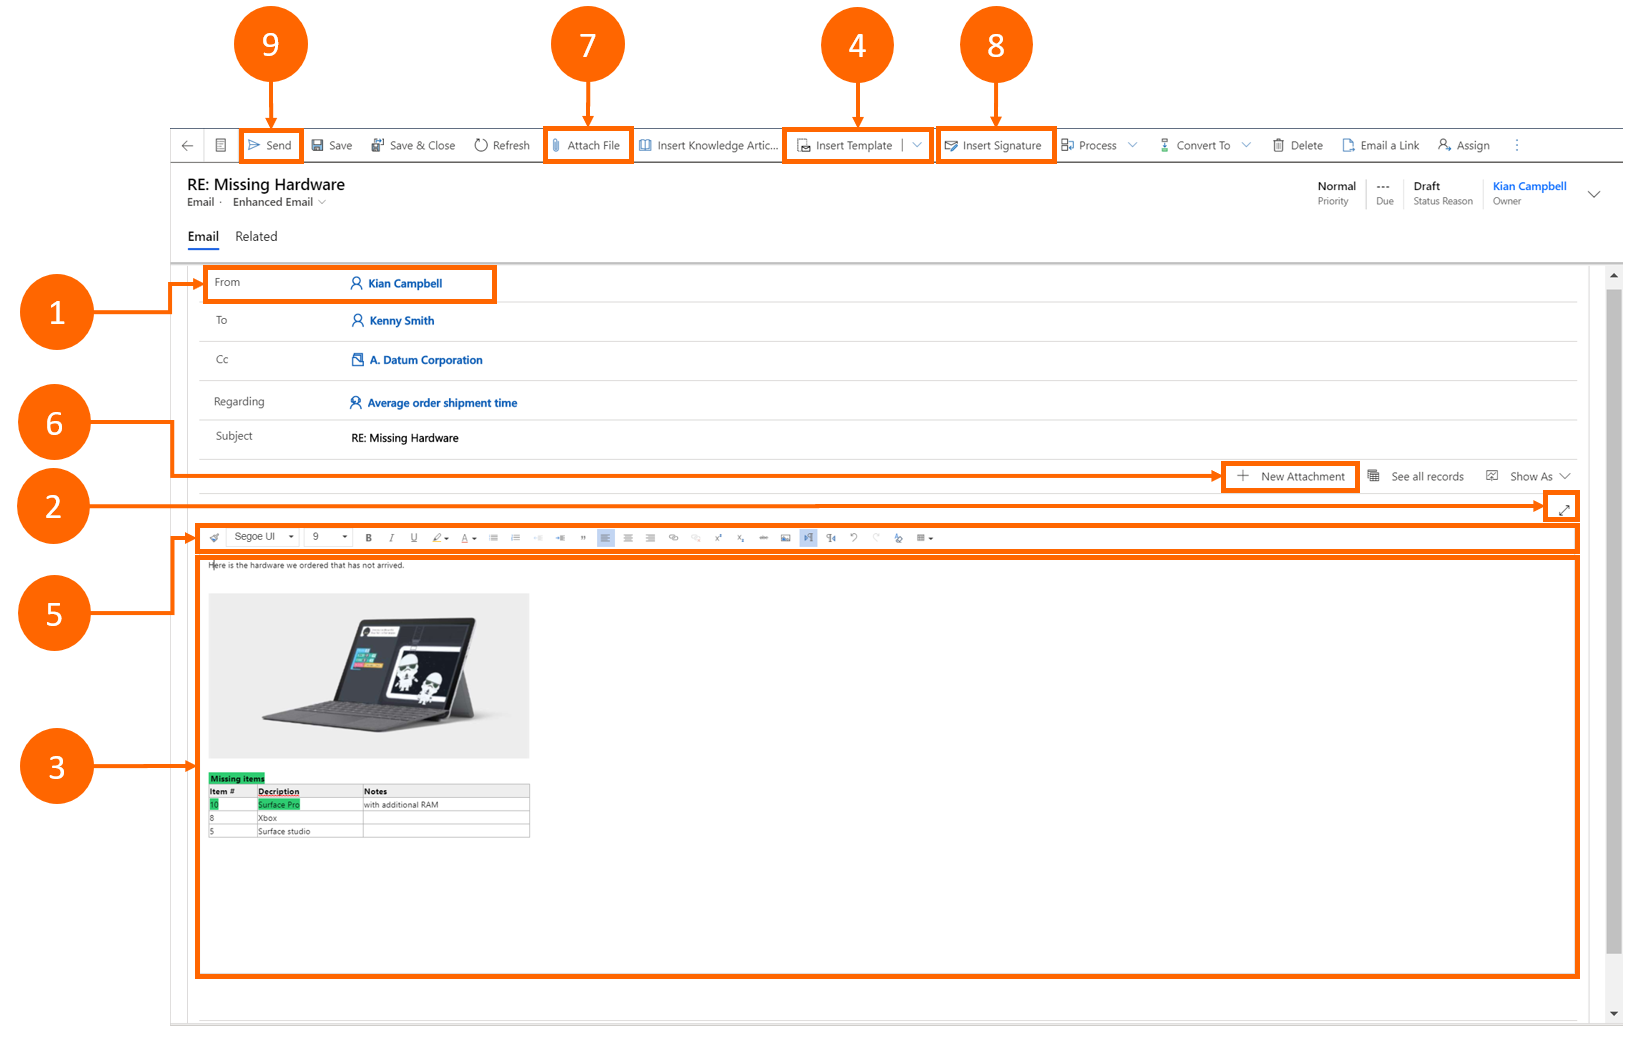 9 7 4 8
Send Save Save & Close Refresh Attach File Insert Knowledge Artic... Insert Template Insert Signature Process Convert To Delete Email a Link Assign
RE: Missing Hardware
Email · Enhanced Email
Normal --- Draft Kian Campbell
Priority Due Status Reason Owner
Email Related
1
From Kian Campbell
To Kenny Smith
Cc A. Datum Corporation
6
Regarding Average order shipment time
Subject RE: Missing Hardware
New Attachment See all records Show As
2
5
Segoe UI 9 B I U A
Here is the hardware we ordered that has not arrived.
3
Missing items
Item # Decription Notes
10 Surface Pro with additional RAM
8 Xbox
5 Surface studio